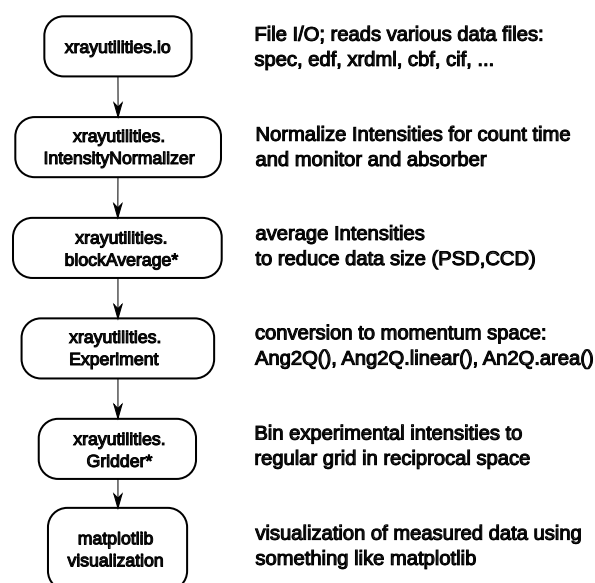 xrayutilities.io
File I/O; reads various data files:
spec, edf, xrdml, cbf, cif, ...
xrayutilities.
IntensityNormalizer
Normalize Intensities for count time
and monitor and absorber
xrayutilities.
blockAverage*
average Intensities
to reduce data size (PSD,CCD)
xrayutilities.
Experiment
conversion to momentum space:
Ang2Q(), Ang2Q.linear(), An2Q.area()
xrayutilities.
Gridder*
Bin experimental intensities to
regular grid in reciprocal space
matplotlib
visualization
visualization of measured data using
something like matplotlib